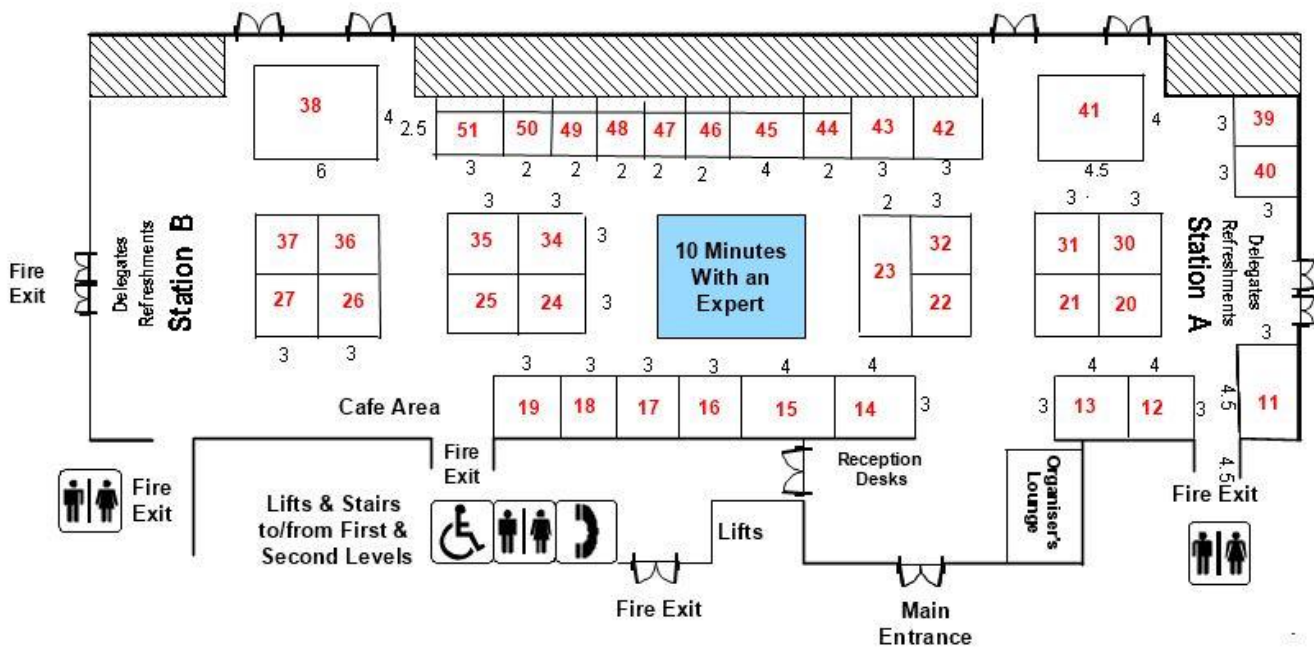 38
4
6
2.5
51
50
49
48
47
46
45
44
43
42
3
2
2
2
2
2
4
2
3
3
41
4
4.5
3
39
3
40
3
Fire
Exit
Delegates
Refreshments
Station B
37
36
27
26
3
3
3
3
35
34
25
24
3
3
10 Minutes
With an
Expert
2
3
23
32
22
3
3
31
30
21
20
Station A
Refreshments
Delegates
3
Cafe Area
3
3
3
3
4
4
19
18
17
16
15
14
3
4
4
3
13
12
3
4.5
11
4.5
Fire Exit
Fire
Exit
Fire
Exit
Lifts & Stairs
to/from First &
Second Levels
Lifts
Reception
Desks
Organiser's
Lounge
Fire Exit
Main
Entrance